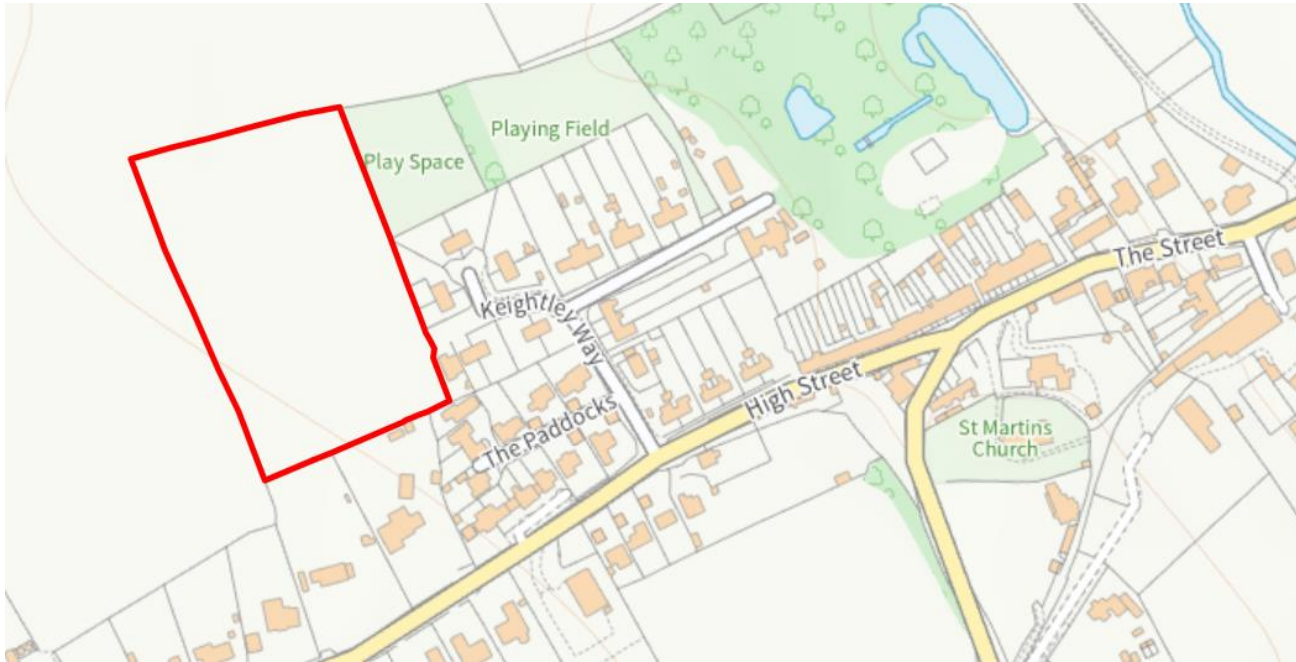 Playing Field
Play Space
The Street
Keightley Way
High Street
The Paddocks
St Martins
Church